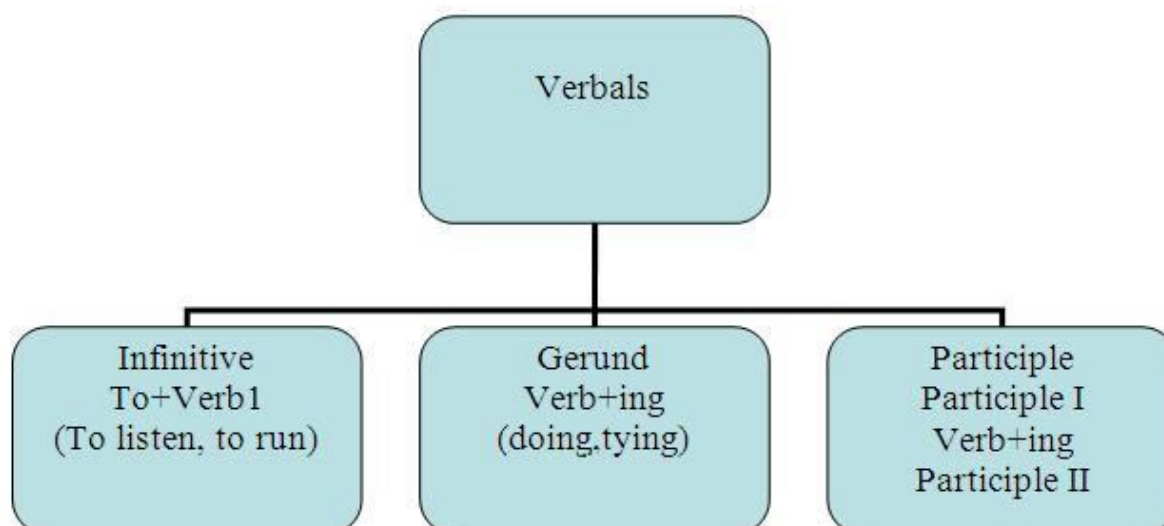 Verbals
Infinitive
To+Verb1
(To listen, to run)
Gerund
Verb+ing
(doing,tying)
Participle
Participle I
Verb+ing
Participle II